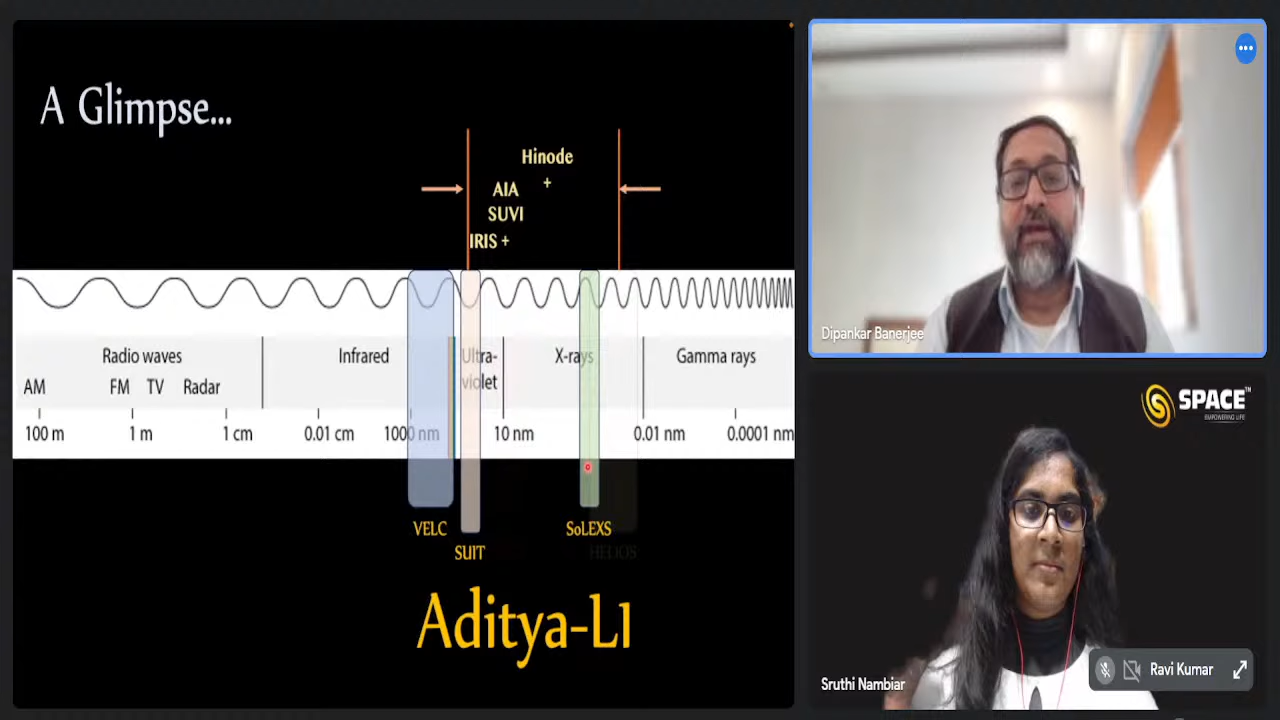 A Glimpse...
Hinode
+
AIA
SUVI
IRIS +
Radio waves
Infrared
Ultra-
violet
X-rays
Gamma rays
AM
FM
TV
Radar
100 m
1 m
1 cm
0.01 cm
1000 nm
10 nm
0.01 nm
0.0001 nm
VELC
SUIT
SoLEXS
HELIOS
Aditya-L1
Dipankar Banerjee
SPACE™
EMPOWERING LIFE
Sruthi Nambiar
Ravi Kumar